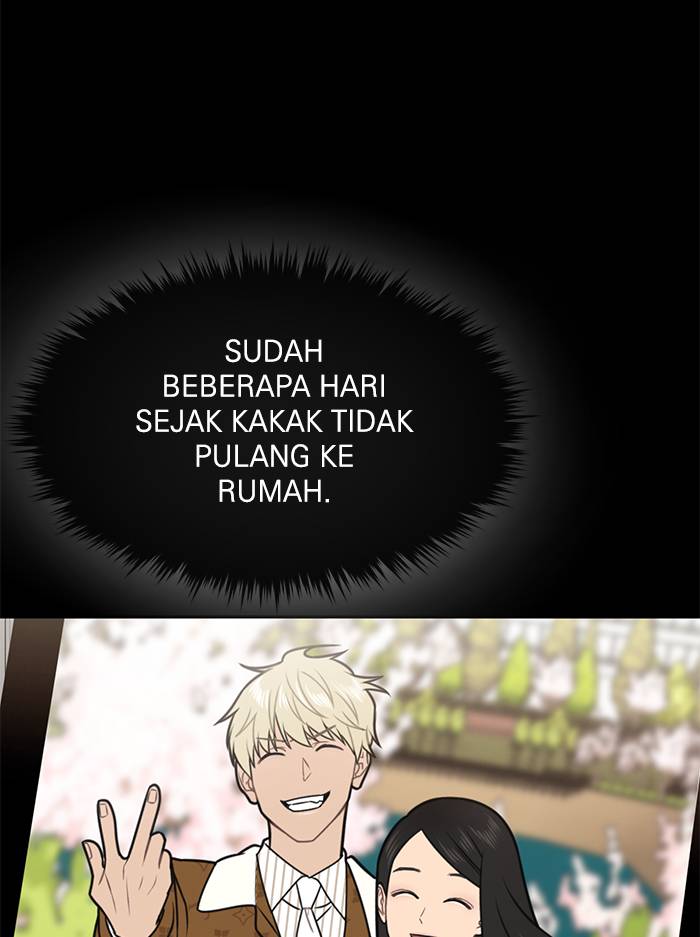 SUDAH
BEBERAPA HARI
SEJAK KAKAK TIDAK
PULANG KE
RUMAH.